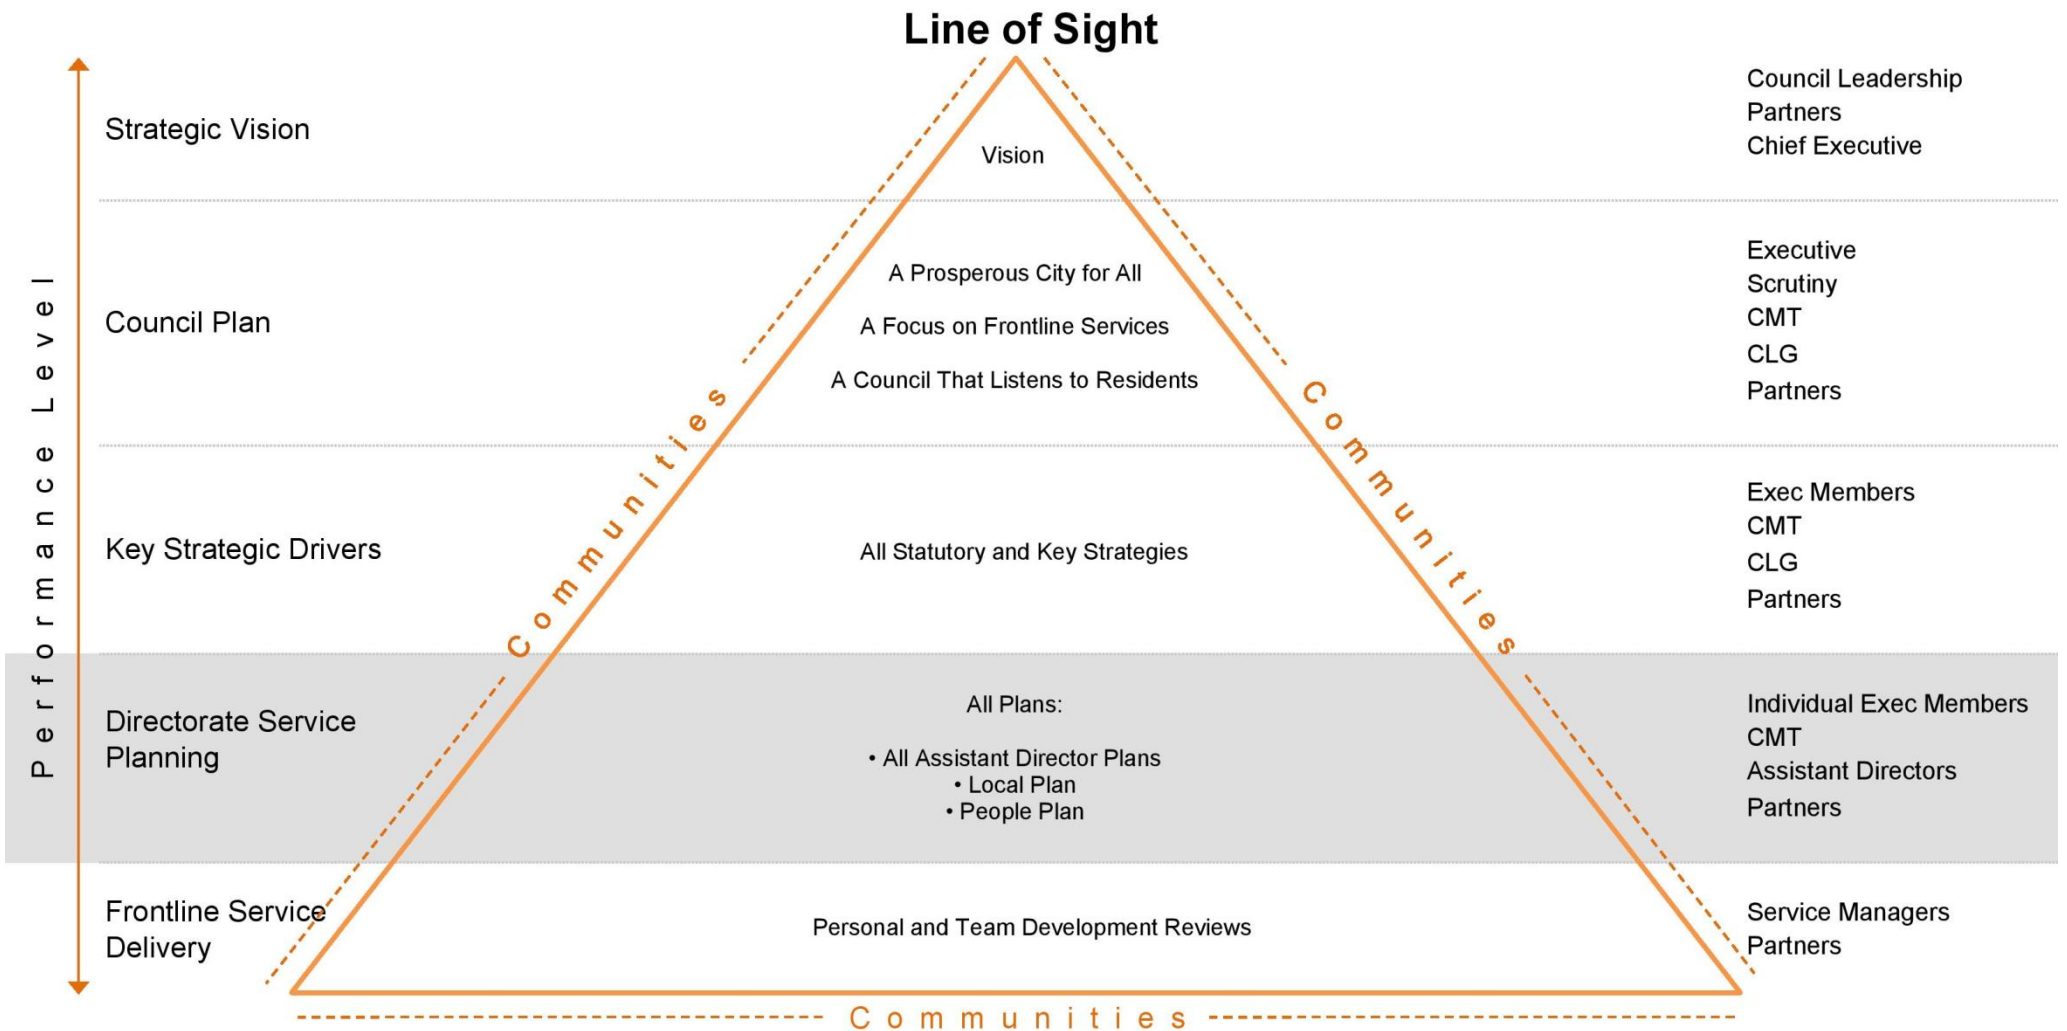 Line of Sight
Performance Level
Strategic Vision
Vision
Council Leadership
Partners
Chief Executive
Council Plan
A Prosperous City for All
A Focus on Frontline Services
A Council That Listens to Residents
Executive
Scrutiny
CMT
CLG
Partners
Communities
Communities
Key Strategic Drivers
All Statutory and Key Strategies
Exec Members
CMT
CLG
Partners
Directorate Service
Planning
All Plans:
• All Assistant Director Plans
• Local Plan
• People Plan
Individual Exec Members
CMT
Assistant Directors
Partners
Frontline Service
Delivery
Personal and Team Development Reviews
Service Managers
Partners
Communities